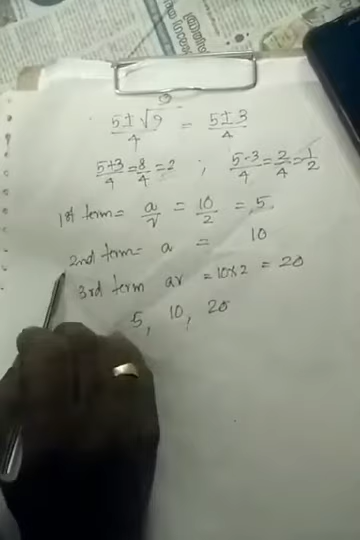 5±√9/4 = 5±3/4
5+3/4 = 8/4 = 2 ; 5-3/4 = 2/4 = 1/2
1st term = a/r = 10/2 = 5.
2nd term = a = 10
3rd term ar = 10×2 = 20
5, 10, 20